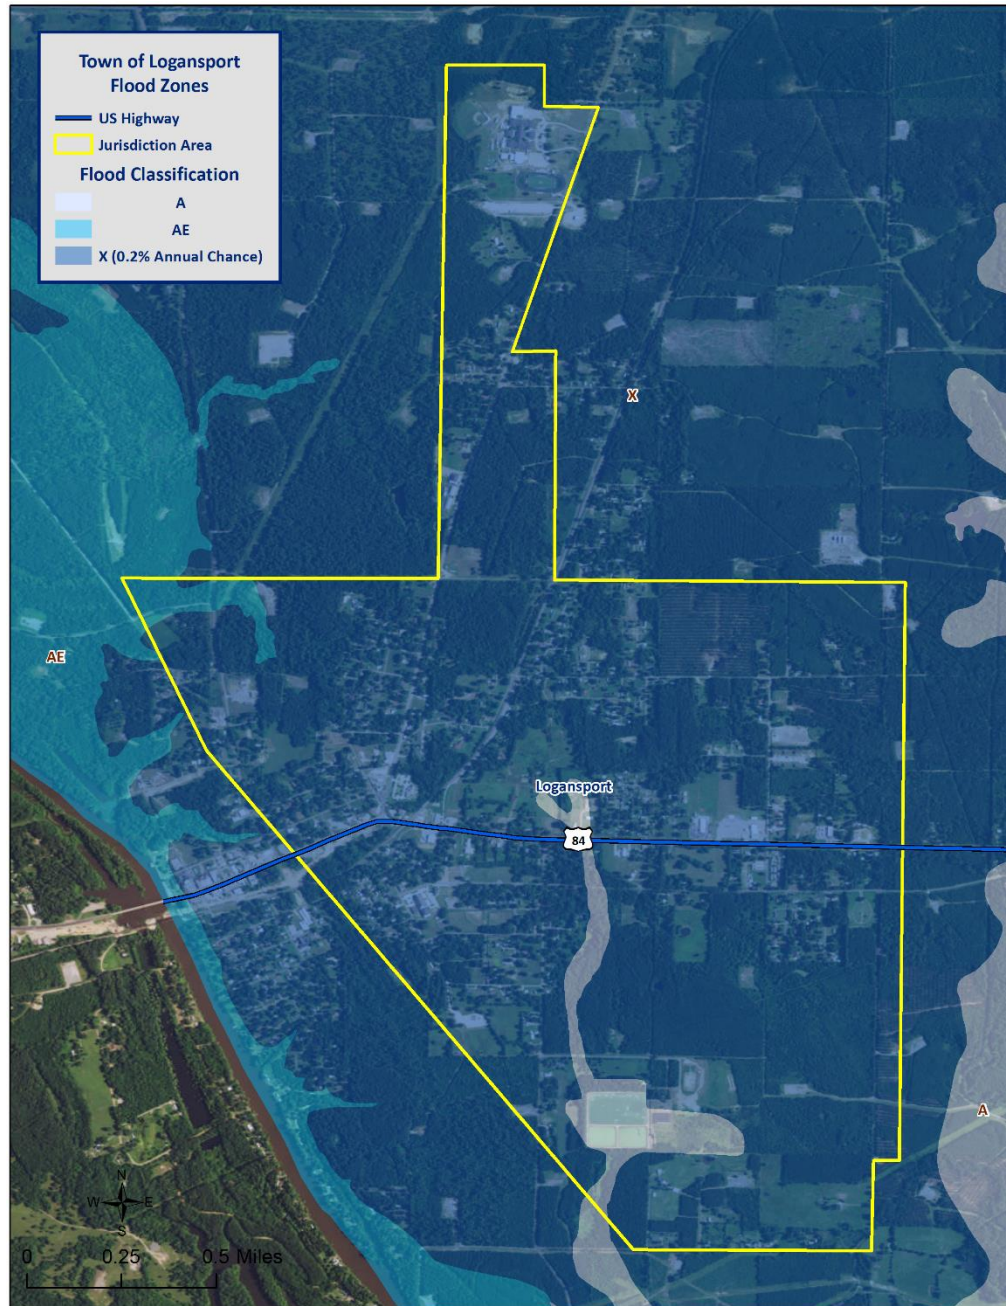 Town of Logansport
Flood Zones
US Highway
Jurisdiction Area
Flood Classification
A
AE
X (0.2% Annual Chance)
X
AE
Logansport
84
A
N
W E
S
0 0.25 0.5 Miles